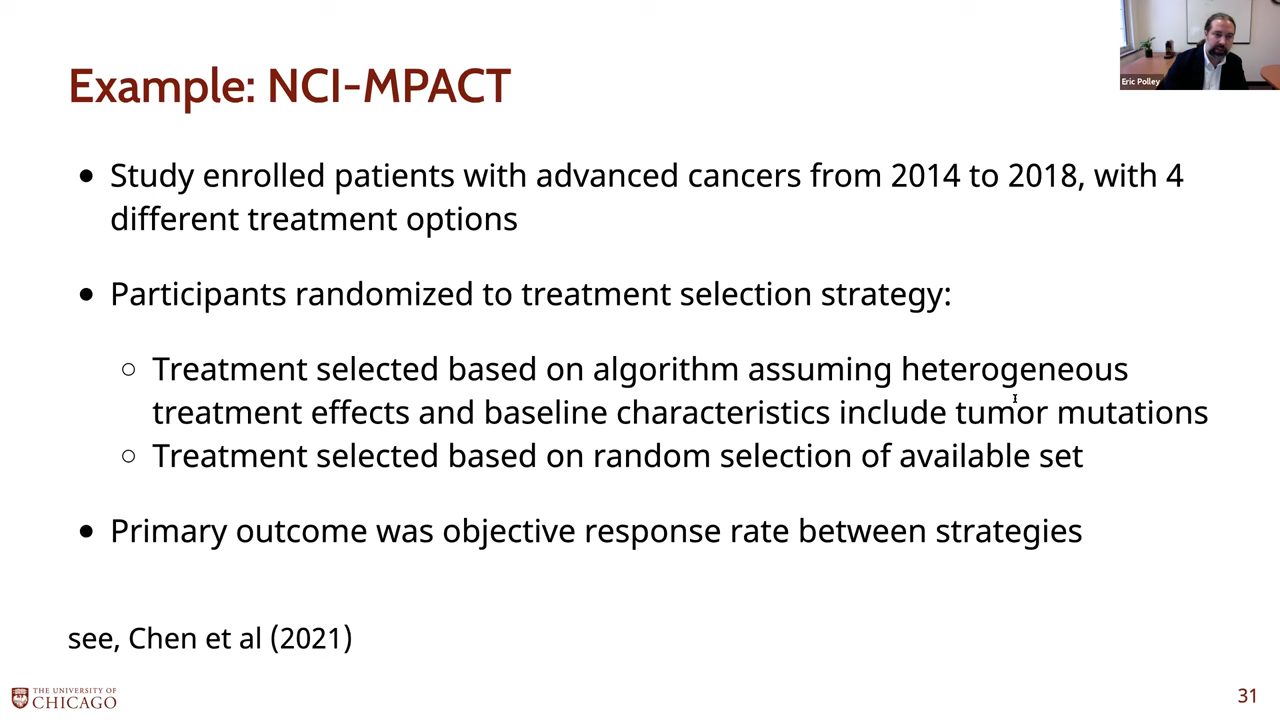 Example: NCI-MPACT
Eric Polley
• Study enrolled patients with advanced cancers from 2014 to 2018, with 4
different treatment options
• Participants randomized to treatment selection strategy:
○ Treatment selected based on algorithm assuming heterogeneous
treatment effects and baseline characteristics include tumor mutations
○ Treatment selected based on random selection of available set
• Primary outcome was objective response rate between strategies
see, Chen et al (2021)
THE UNIVERSITY OF
CHICAGO
31